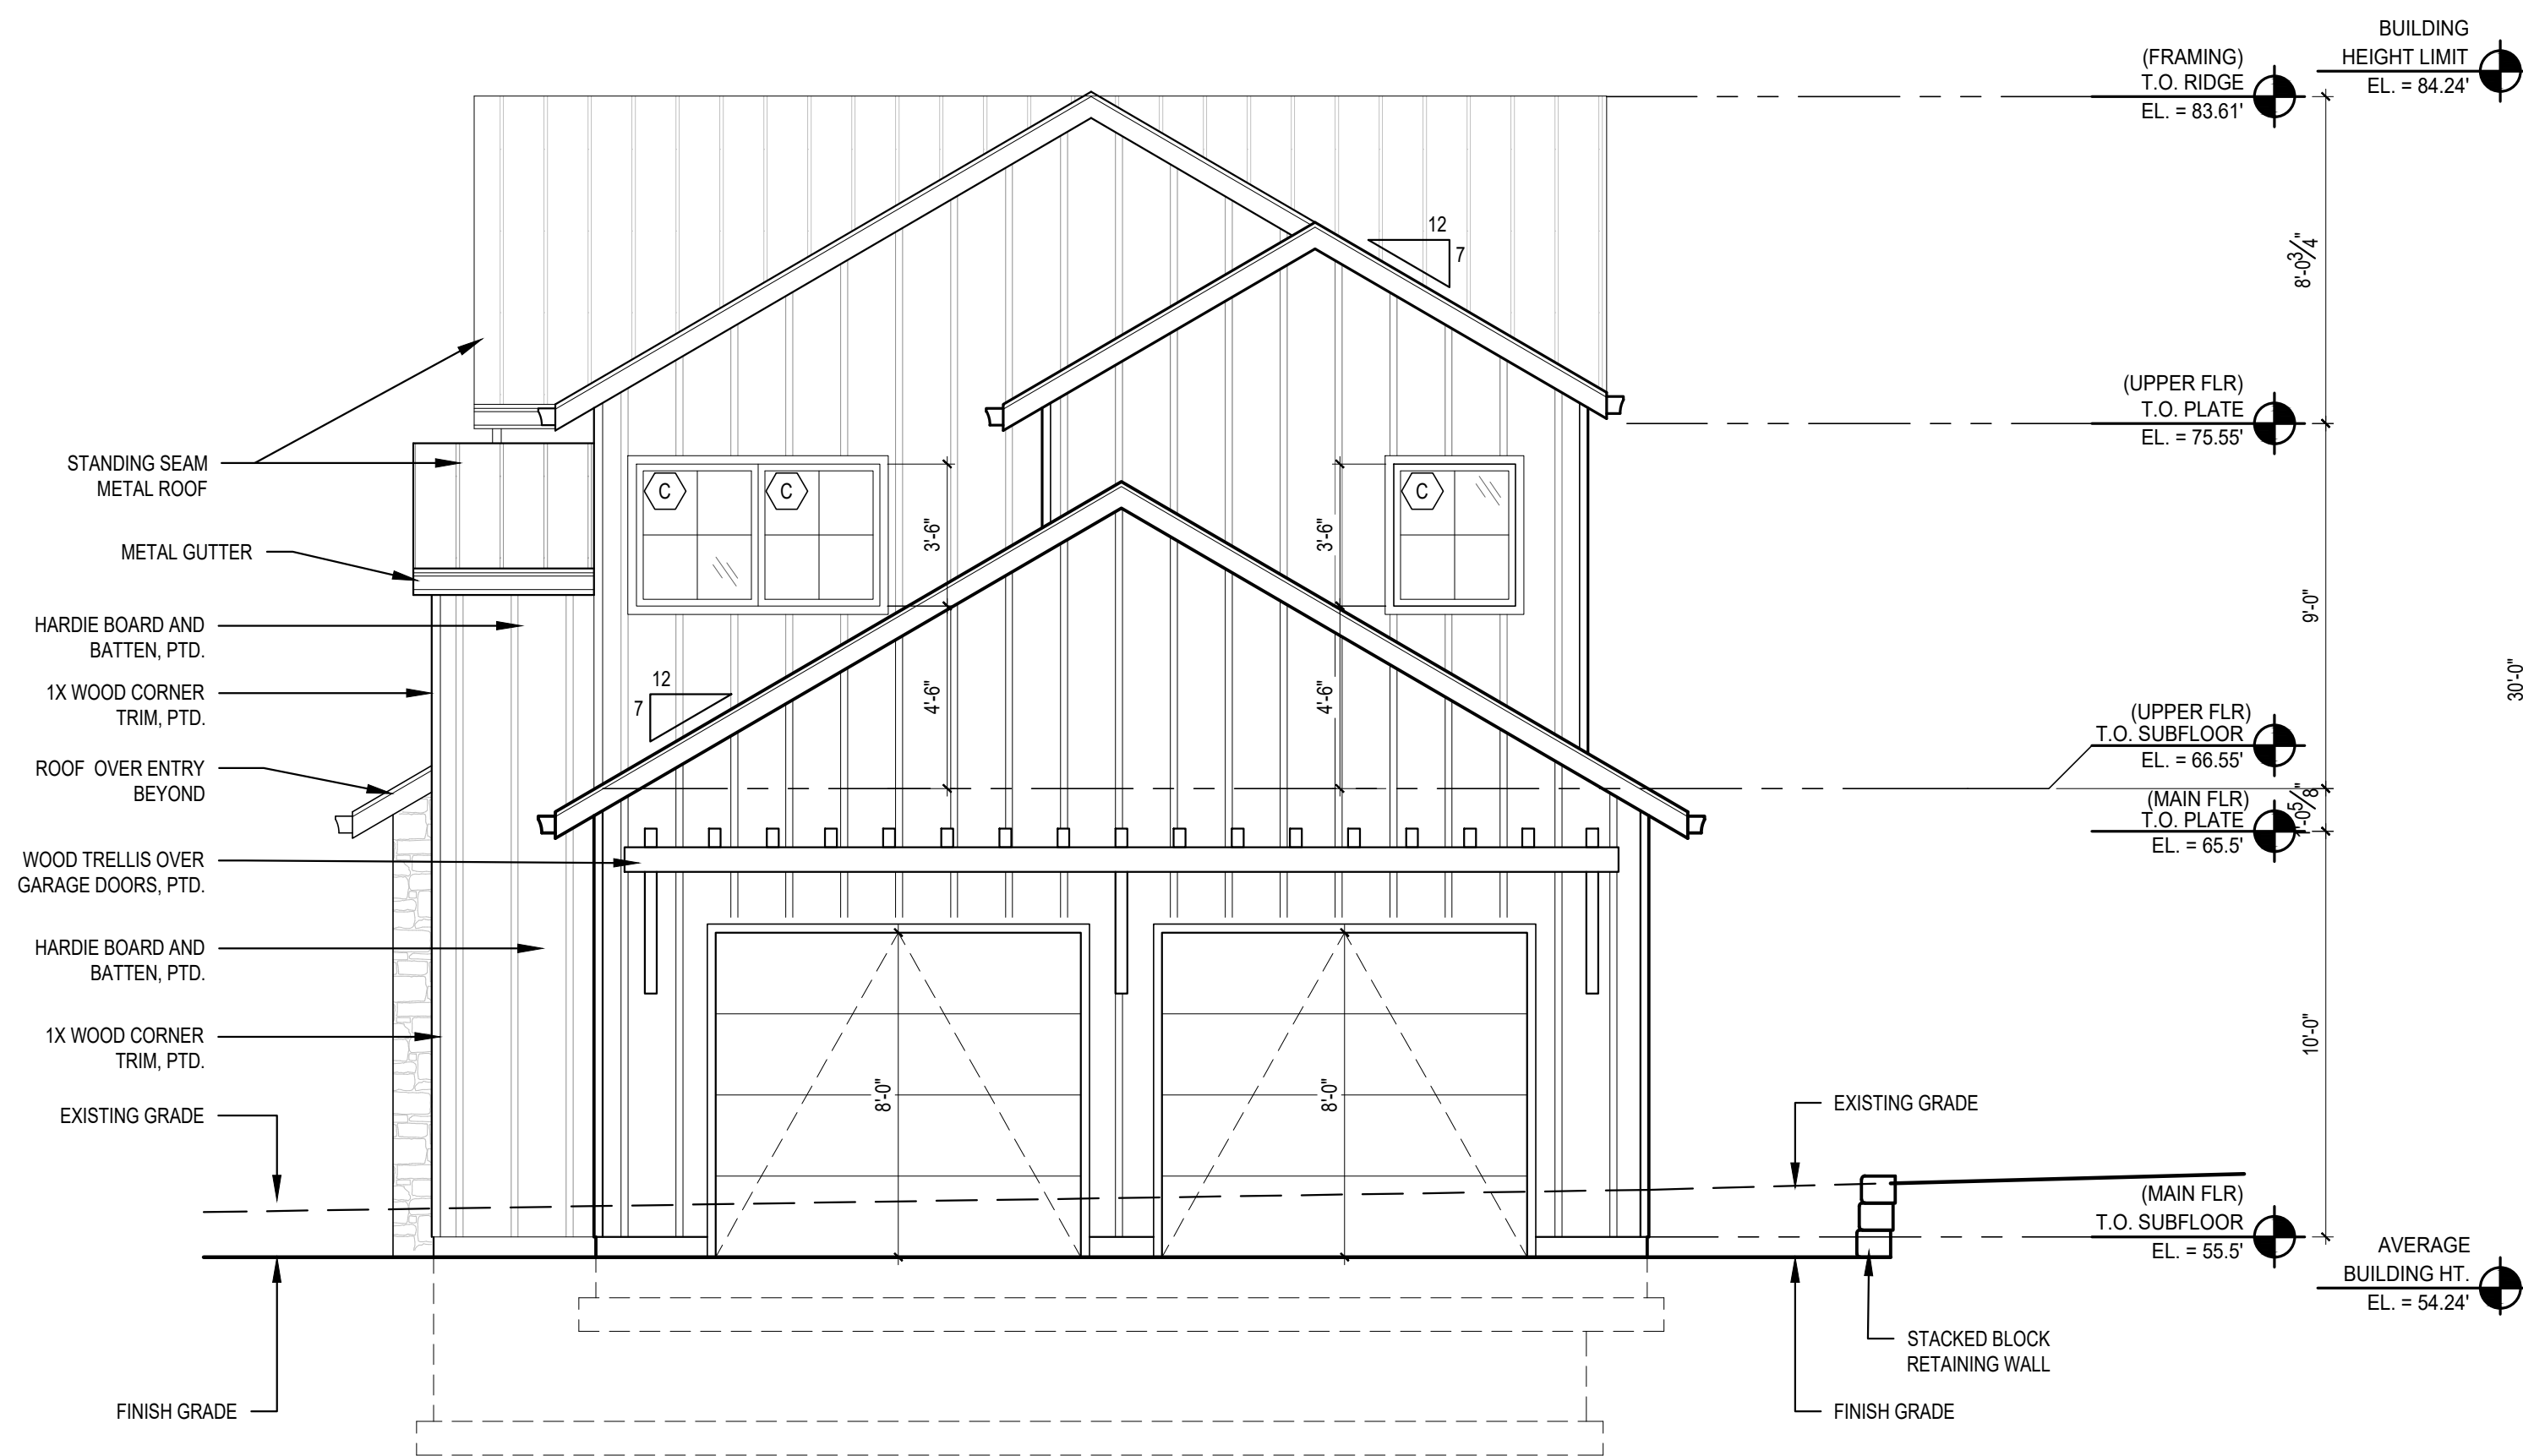 BUILDING
HEIGHT LIMIT
EL. = 84.24'
(FRAMING)
T.O. RIDGE
EL. = 83.61'
12
7
8'-0 3/4"
(UPPER FLR)
T.O. PLATE
EL. = 75.55'
STANDING SEAM
METAL ROOF
C
C
C
3'-6"
3'-6"
METAL GUTTER
9'-0"
HARDIE BOARD AND
BATTEN, PTD.
1X WOOD CORNER
TRIM, PTD.
12
7
4'-6"
4'-6"
30'-0"
(UPPER FLR)
T.O. SUBFLOOR
EL. = 66.55'
ROOF OVER ENTRY
BEYOND
-0 5/8"
(MAIN FLR)
T.O. PLATE
EL. = 65.5'
WOOD TRELLIS OVER
GARAGE DOORS, PTD.
HARDIE BOARD AND
BATTEN, PTD.
1X WOOD CORNER
TRIM, PTD.
10'-0"
8'-0"
8'-0"
EXISTING GRADE
EXISTING GRADE
(MAIN FLR)
T.O. SUBFLOOR
EL. = 55.5'
AVERAGE
BUILDING HT.
EL. = 54.24'
STACKED BLOCK
RETAINING WALL
FINISH GRADE
FINISH GRADE